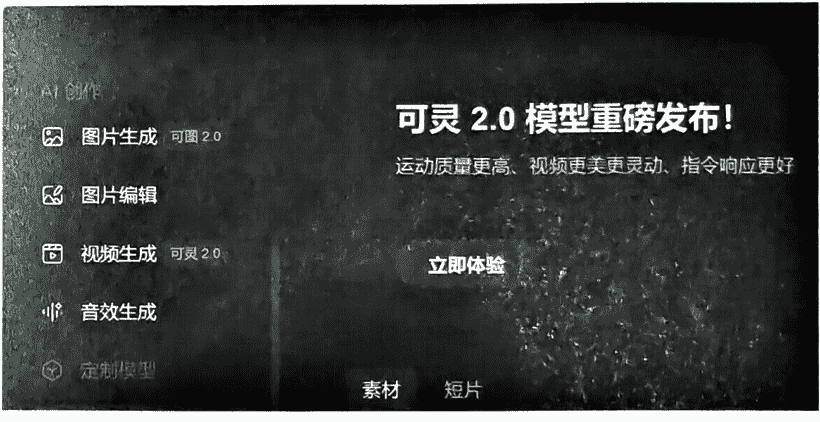 AI 创作
图片生成 可图 2.0
图片编辑
视频生成 可灵 2.0
音效生成
定制模型
可灵 2.0 模型重磅发布！
运动质量更高、视频更美更灵动、指令响应更好
立即体验
素材 短片